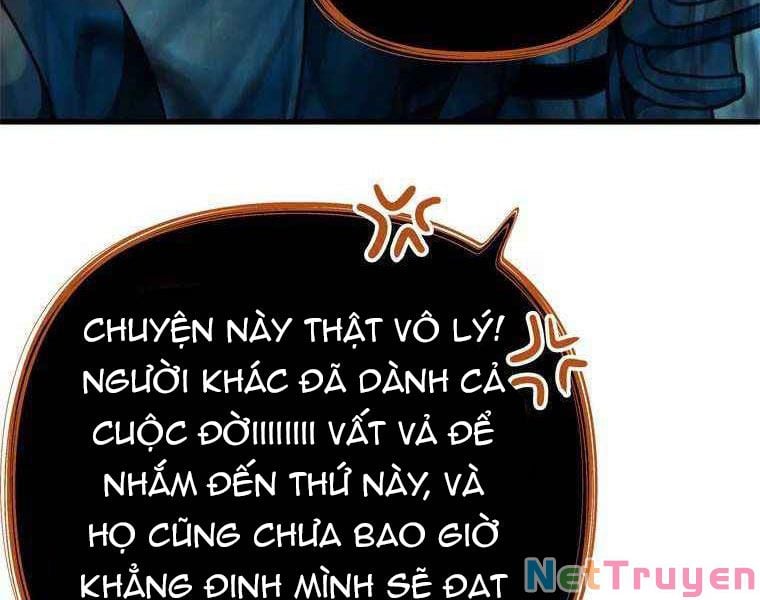 CHUYỆN NÀY THẬT VÔ LÝ!
NGƯỜI KHÁC ĐÃ DÀNH CẢ
CUỘC ĐỜIIIIIIIII VẤT VẢ ĐỂ
NHẮM ĐẾN THỨ NÀY, VÀ
HỌ CŨNG CHƯA BAO GIỜ
KHẲNG ĐỊNH MÌNH SẼ ĐẠT
NetTruyen